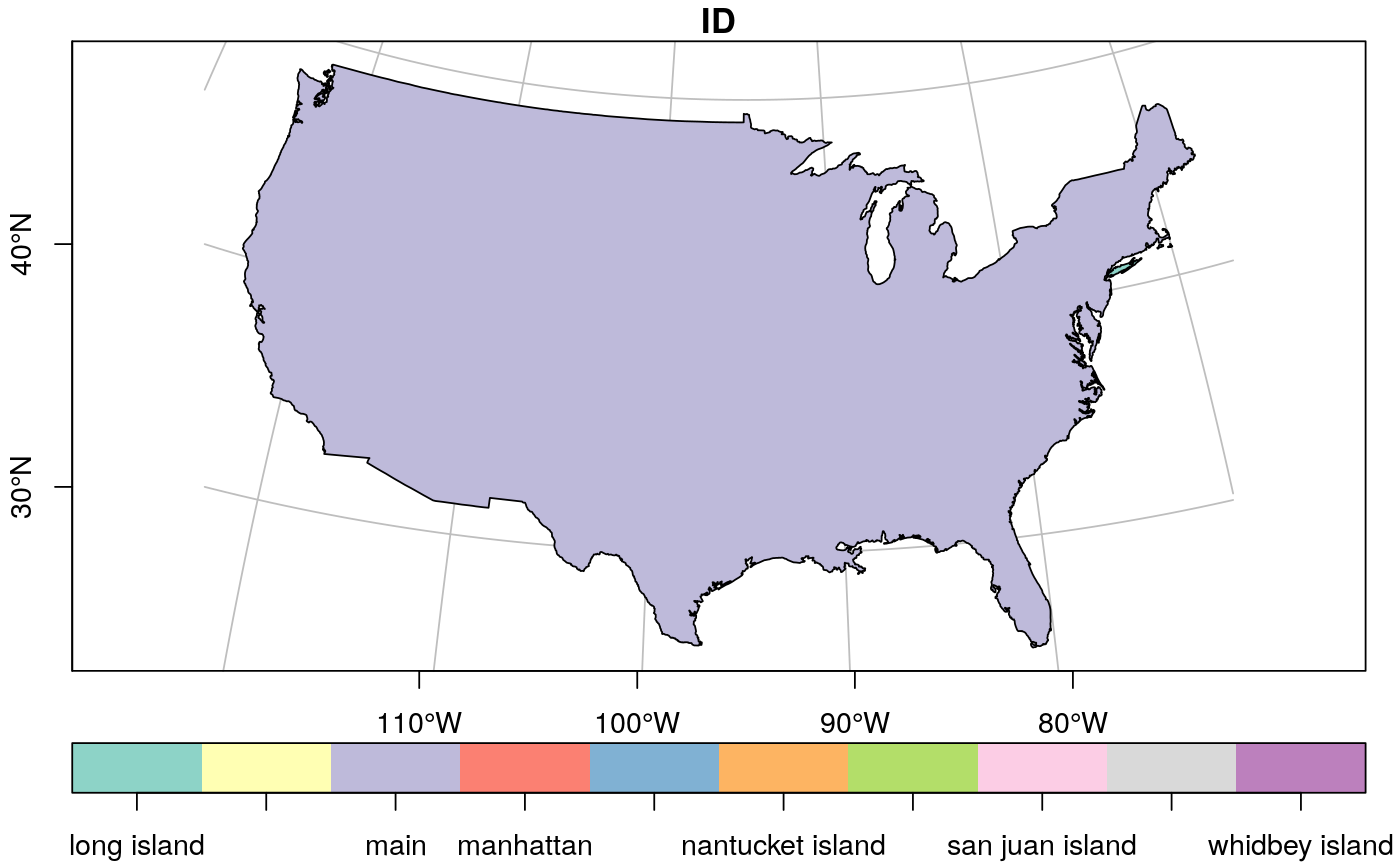 ID
40°N
30°N
110°W 100°W 90°W 80°W
long island main manhattan nantucket island san juan island whidbey island